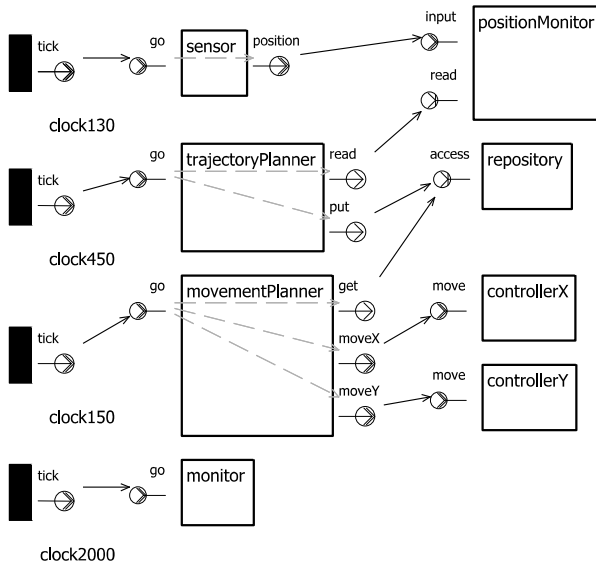 tick
go
sensor
position
input
positionMonitor
read
clock130
tick
go
trajectoryPlanner
read
access
repository
put
clock450
tick
go
movementPlanner
get
move
controllerX
moveX
moveY
move
controllerY
clock150
tick
go
monitor
clock2000